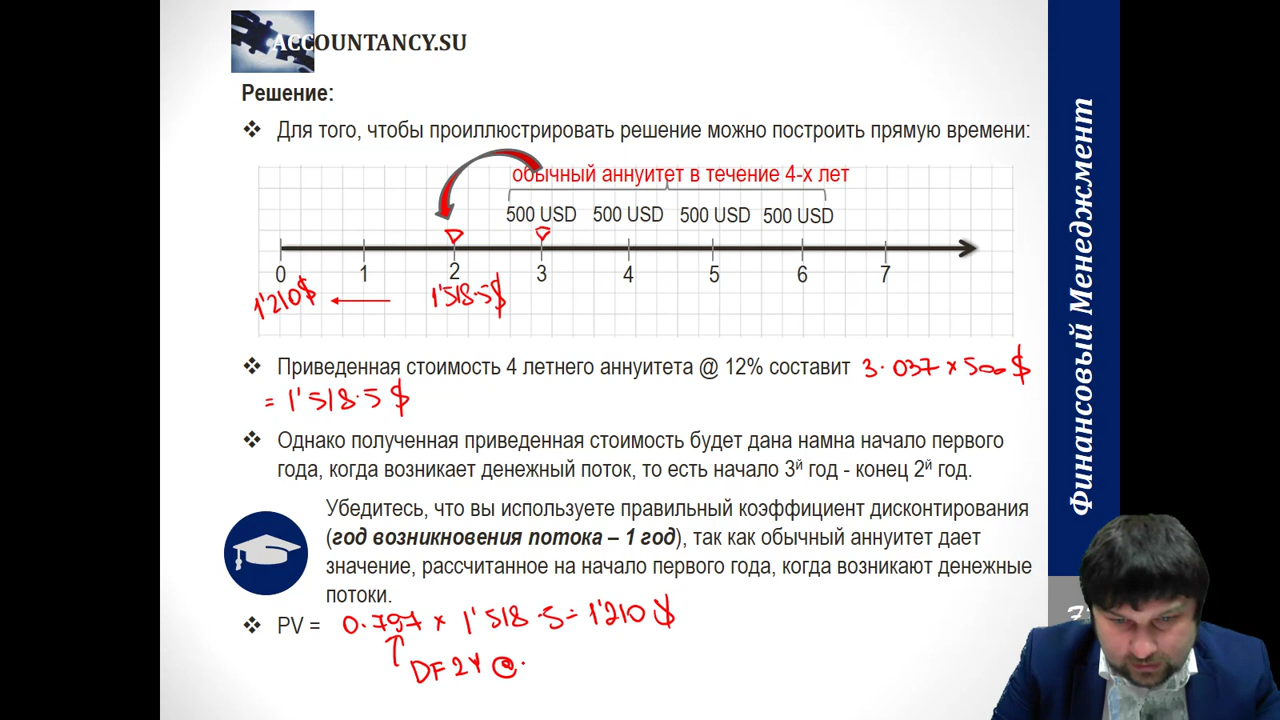 ACCOUNTANCY.SU
Решение:
Для того, чтобы проиллюстрировать решение можно построить прямую времени:
обычный аннуитет в течение 4-х лет
500 USD 500 USD 500 USD 500 USD
0 1 2 3 4 5 6 7
1'210$ 1'518.5$
Приведенная стоимость 4 летнего аннуитета @ 12% составит 3.037 × 500 $
= 1'518.5 $
Однако полученная приведенная стоимость будет дана намна начало первого
года, когда возникает денежный поток, то есть начало 3й год - конец 2й год.
Убедитесь, что вы используете правильный коэффициент дисконтирования
(год возникновения потока – 1 год), так как обычный аннуитет дает
значение, рассчитанное на начало первого года, когда возникают денежные
потоки.
PV = 0.797 × 1'518.5 = 1'210 $
DF 2Y @
Финансовый Менеджмент